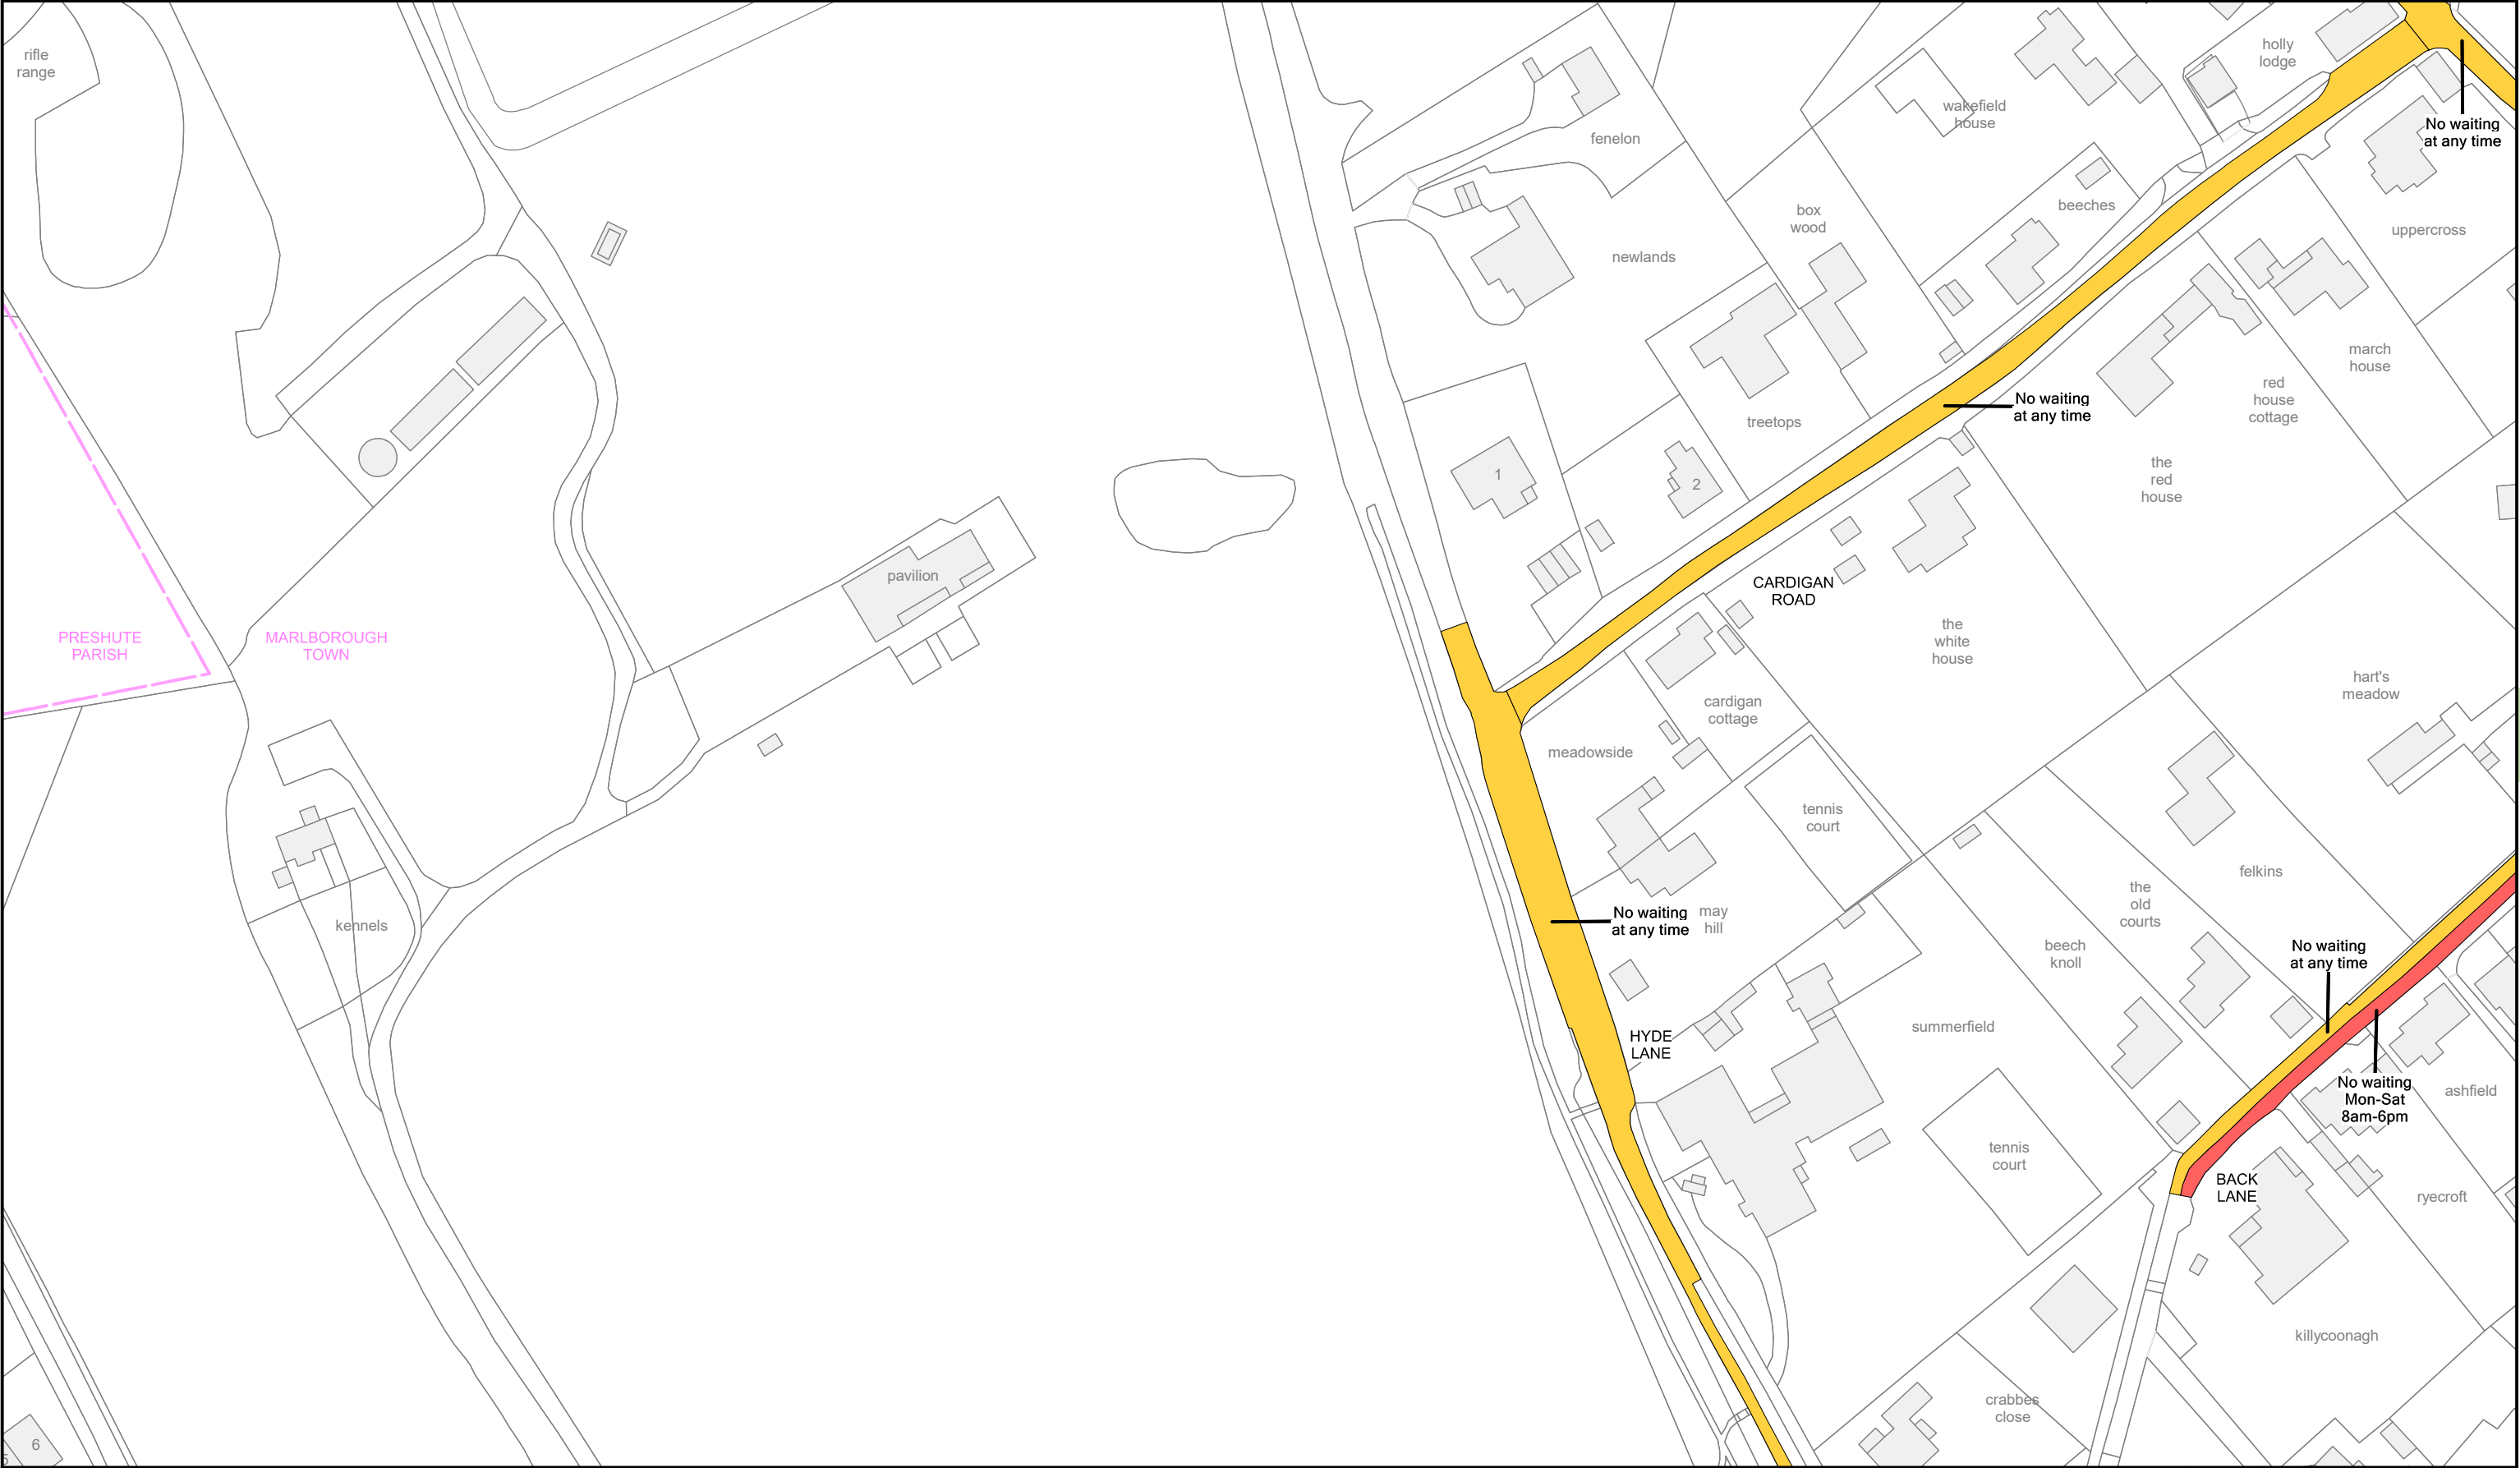 rifle
range
holly
lodge
wakefield
house
No waiting
at any time
fenelon
beeches
box
wood
uppercross
newlands
march
house
red
house
cottage
No waiting
at any time
treetops
1
2
the
red
house
pavilion
CARDIGAN
ROAD
PRESHUTE
PARISH
MARLBOROUGH
TOWN
the
white
house
hart's
meadow
cardigan
cottage
meadowside
tennis
court
felkins
the
old
courts
No waiting
at any time
may
hill
kennels
beech
knoll
No waiting
at any time
HYDE
LANE
summerfield
No waiting
Mon-Sat
8am-6pm
ashfield
tennis
court
BACK
LANE
ryecroft
killycoonagh
crabbes
close
6
5